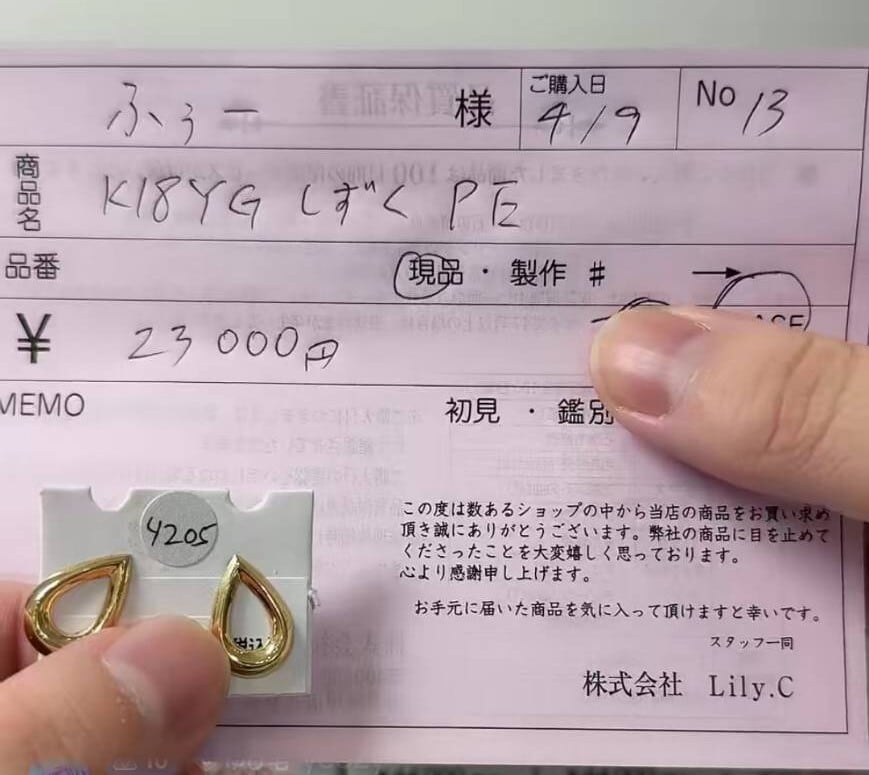 ふぅー 様 ご購入日 4/9 No 13
商品名 K18YG しずく PE
品番 現品・製作 # →
¥ 23000円
MEMO 初見・鑑別
4205
税込
この度は数あるショップの中から当店の商品をお買い求め
頂き誠にありがとうございます。弊社の商品に目を止めて
くださったことを大変嬉しく思っております。
心より感謝申し上げます。
お手元に届いた商品を気に入って頂けますと幸いです。
スタッフ一同
株式会社 Lily.C